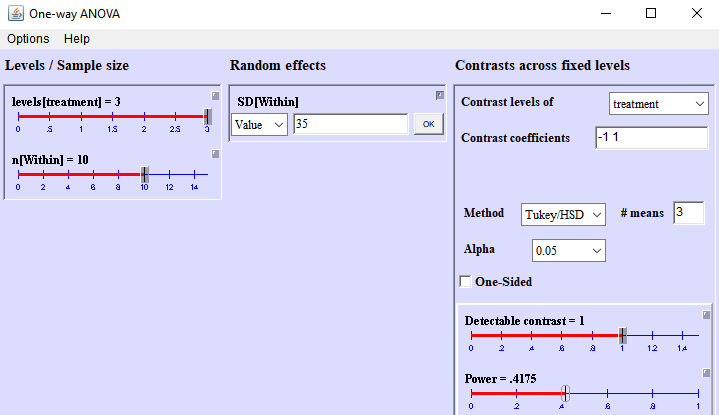 One-way ANOVA
Options Help
Levels / Sample size
levels[treatment] = 3
0 .5 1 1.5 2 2.5 3
n[Within] = 10
0 2 4 6 8 10 12 14
Random effects
SD[Within]
Value 35 OK
Contrasts across fixed levels
Contrast levels of treatment
Contrast coefficients -1 1
Method Tukey/HSD # means 3
Alpha 0.05
One-Sided
Detectable contrast = 1
0 .2 .4 .6 .8 1 1.2 1.4
Power = .4175
0 .2 .4 .6 .8 1